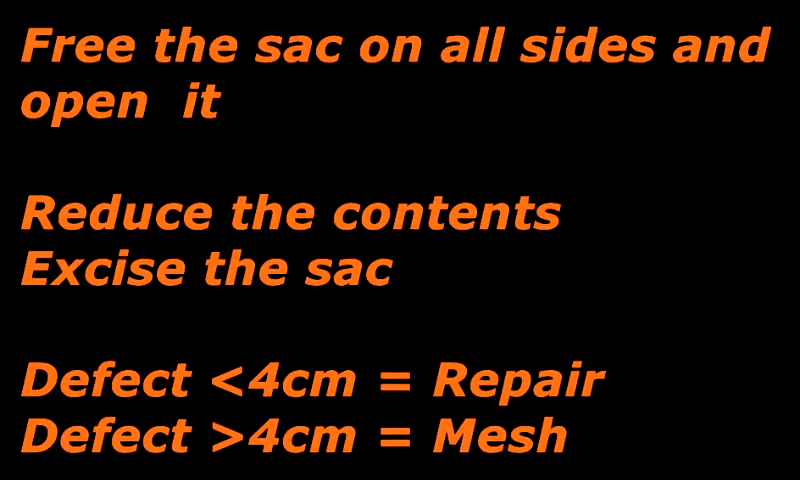 Free the sac on all sides and
open it
Reduce the contents
Excise the sac
Defect <4cm = Repair
Defect >4cm = Mesh